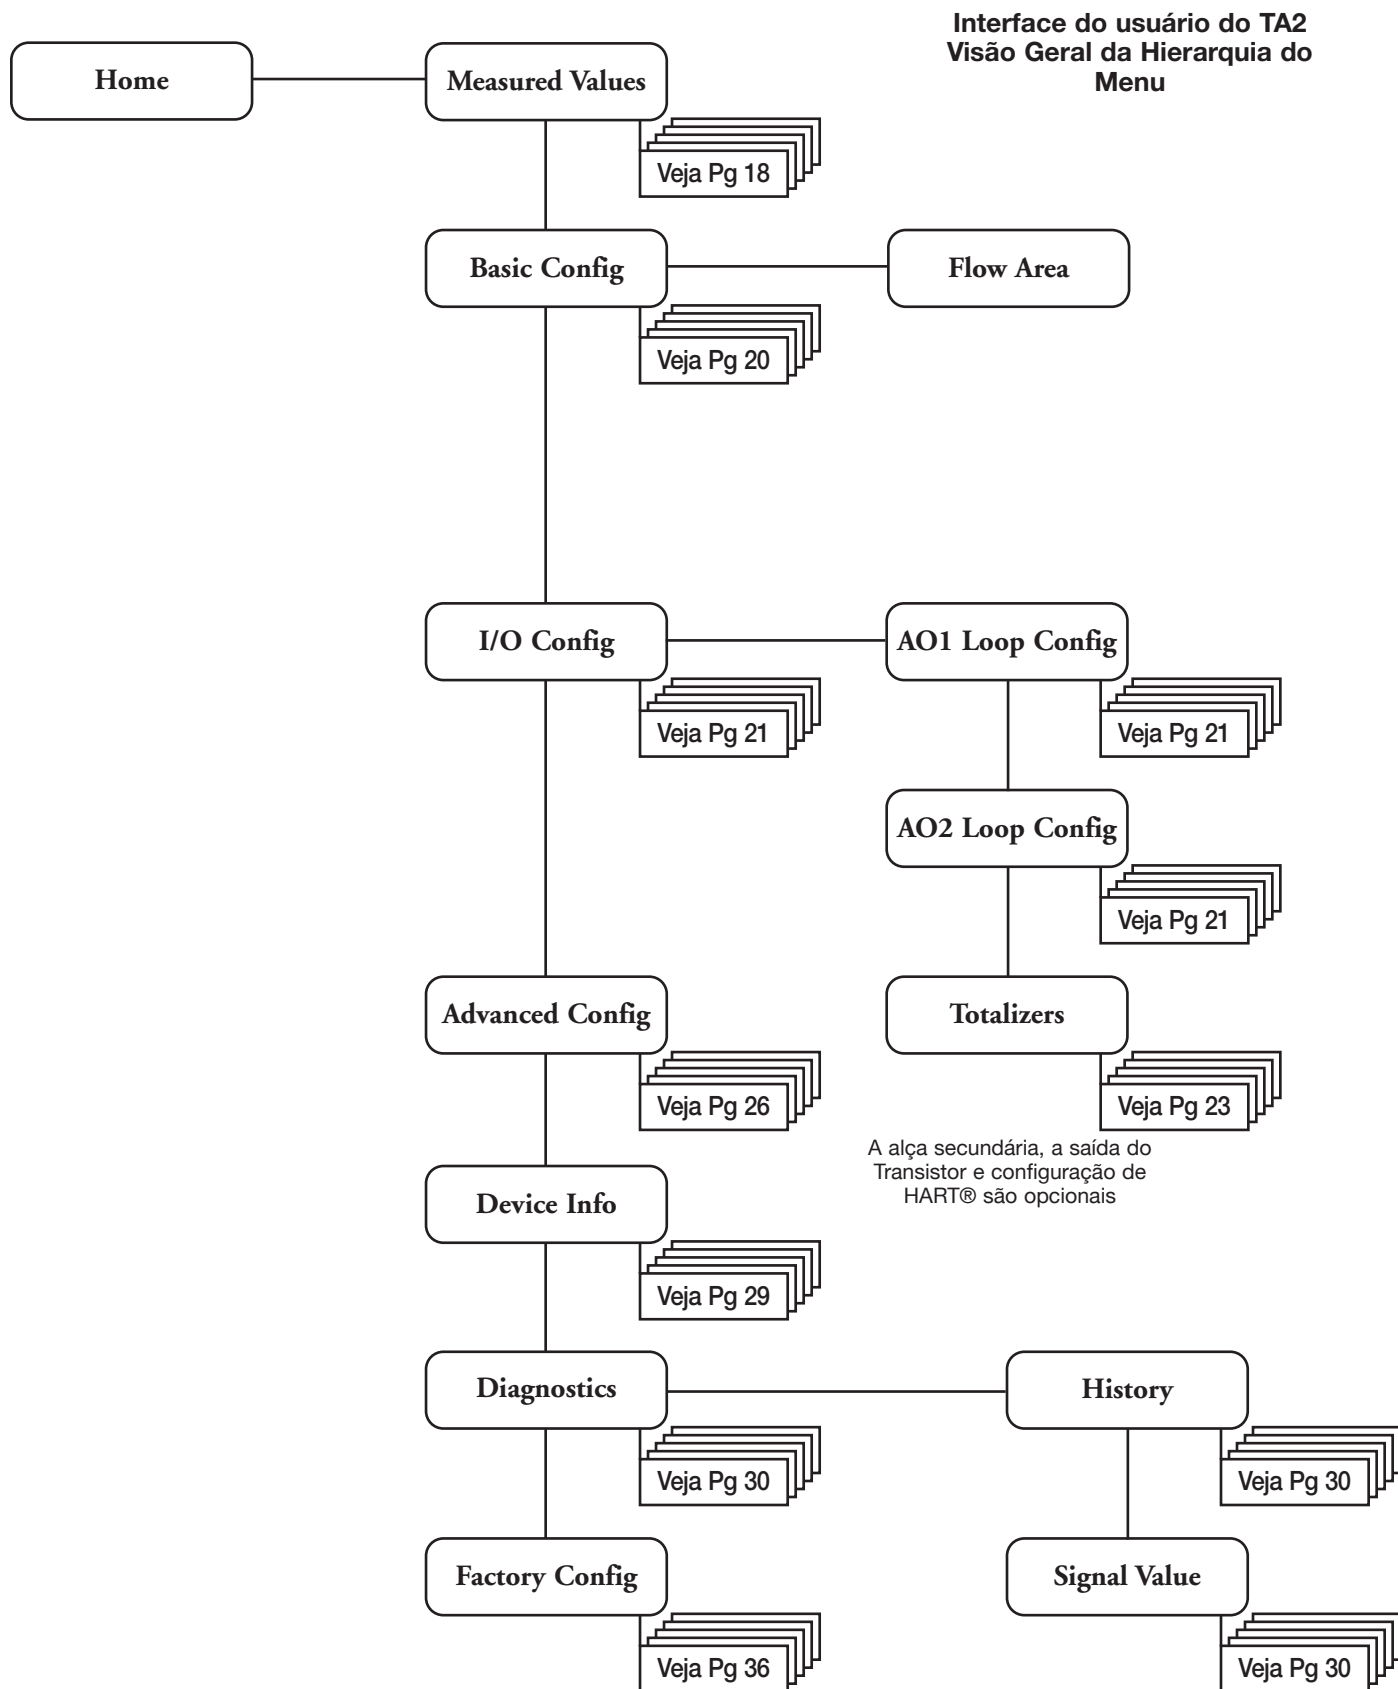 Interface do usuário do TA2
Visão Geral da Hierarquia do
Menu
Home
Measured Values
Veja Pg 18
Basic Config
Flow Area
Veja Pg 20
I/O Config
AO1 Loop Config
Veja Pg 21
Veja Pg 21
AO2 Loop Config
Veja Pg 21
Advanced Config
Totalizers
Veja Pg 26
Veja Pg 23
A alça secundária, a saída do
Transistor e configuração de
HART® são opcionais
Device Info
Veja Pg 29
Diagnostics
History
Veja Pg 30
Veja Pg 30
Factory Config
Signal Value
Veja Pg 36
Veja Pg 30